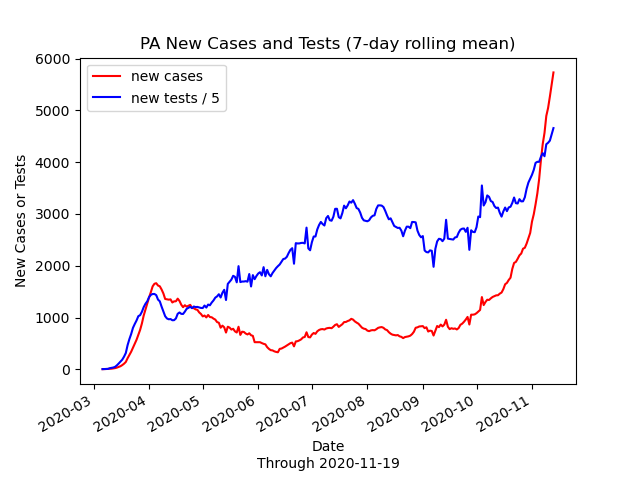 PA New Cases and Tests (7-day rolling mean)
new cases
new tests / 5
New Cases or Tests
6000
5000
4000
3000
2000
1000
0
2020-03
2020-04
2020-05
2020-06
2020-07
2020-08
2020-09
2020-10
2020-11
Date
Through 2020-11-19